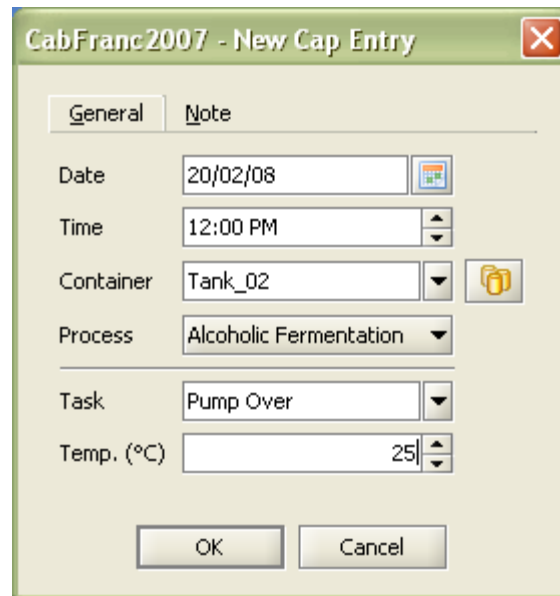 CabFranc2007 - New Cap Entry
General Note
Date 20/02/08
Time 12:00 PM
Container Tank_02
Process Alcoholic Fermentation
Task Pump Over
Temp. (°C) 25
OK Cancel